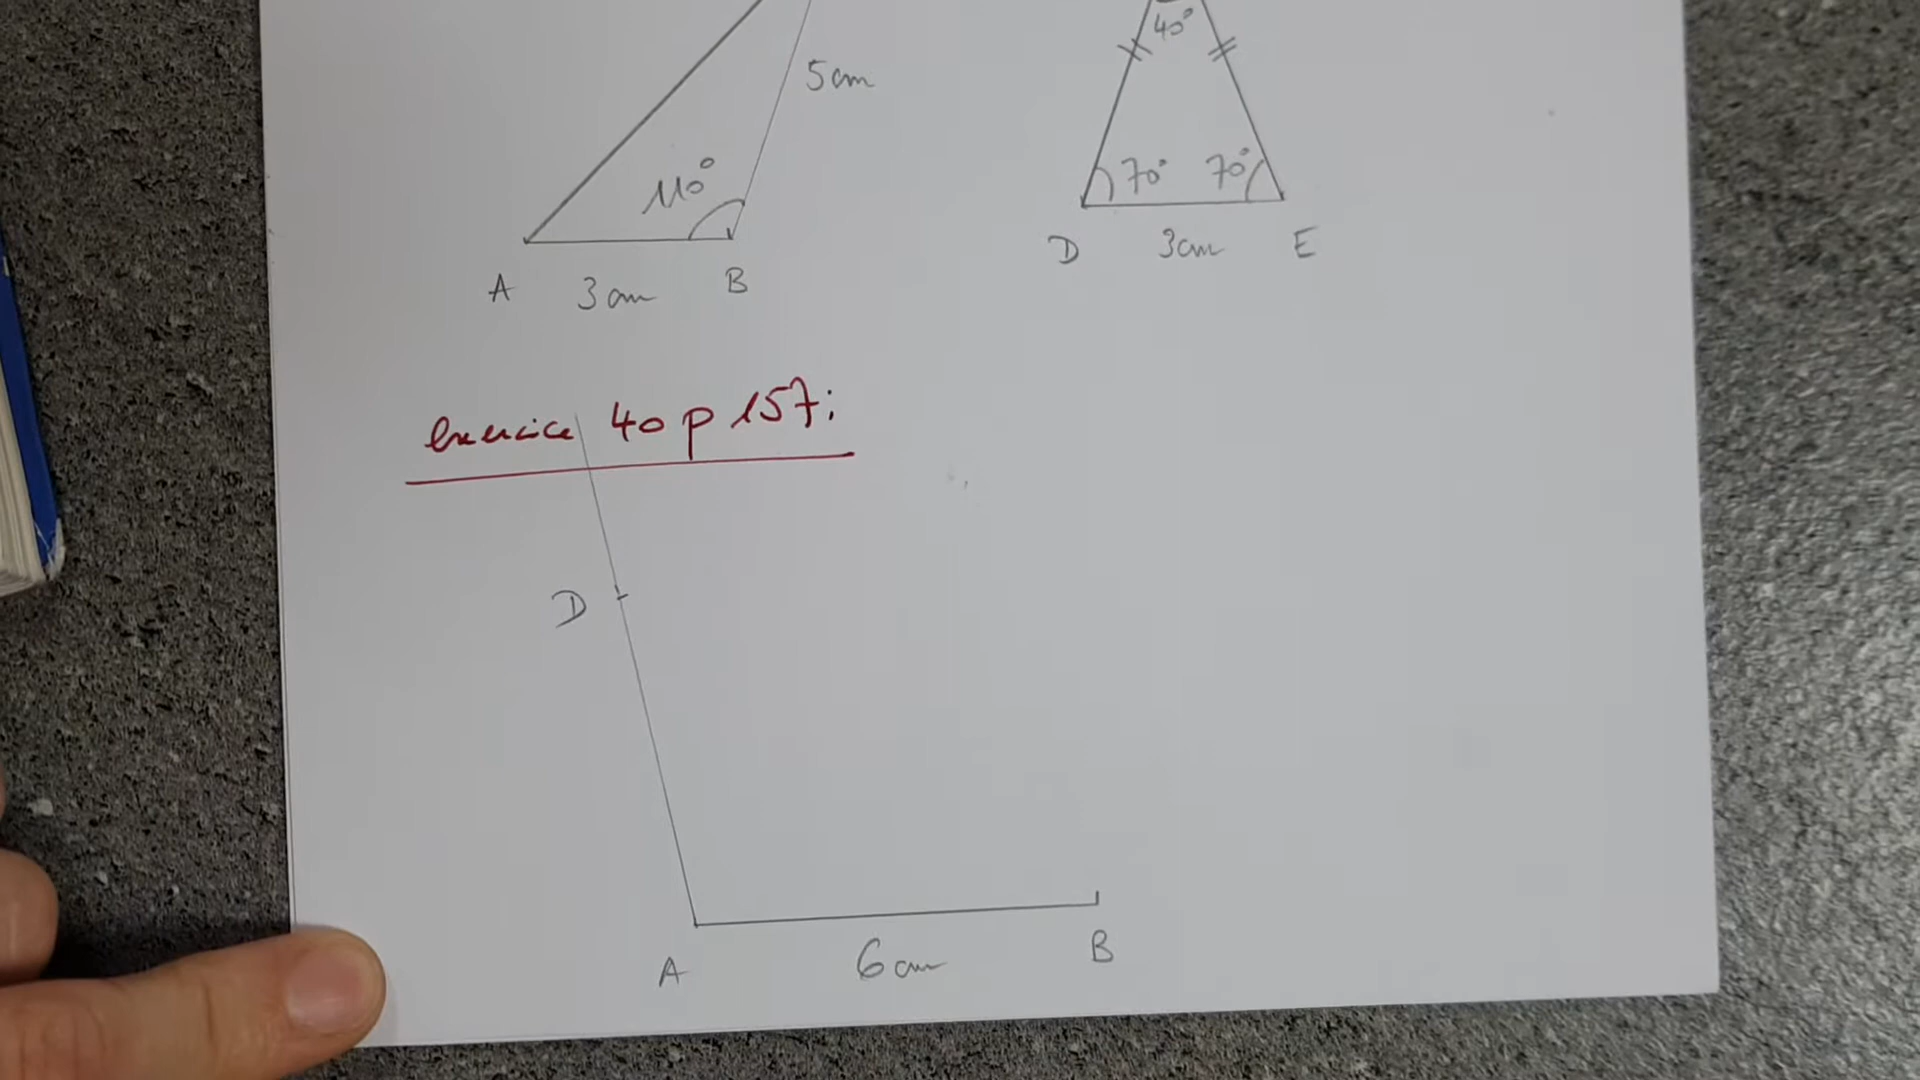 40°
5cm
110°
70° 70°
A 3cm B
D 3cm E
exercice 40 p 157:
D
A 6cm B